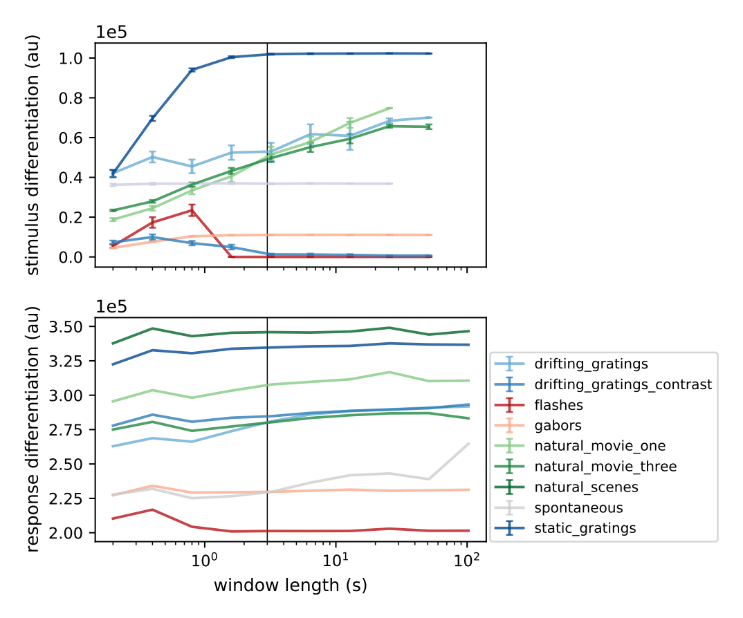 1e5
stimulus differentiation (au)
1.0
0.8
0.6
0.4
0.2
0.0
1e5
response differentiation (au)
3.50
3.25
3.00
2.75
2.50
2.25
2.00
10⁰
10¹
10²
window length (s)
drifting_gratings
drifting_gratings_contrast
flashes
gabors
natural_movie_one
natural_movie_three
natural_scenes
spontaneous
static_gratings